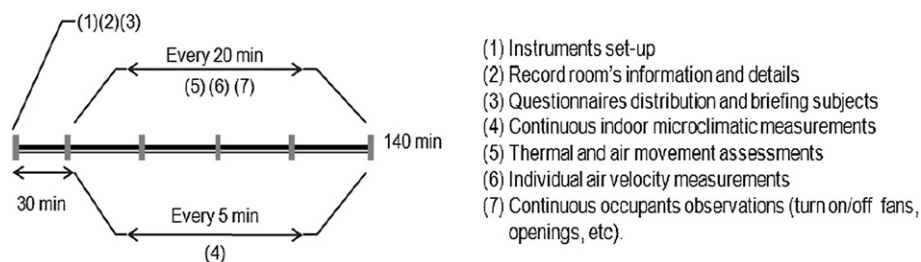 (1)(2)(3)
Every 20 min
(5) (6) (7)
140 min
30 min
Every 5 min
(4)
(1) Instruments set-up
(2) Record room's information and details
(3) Questionnaires distribution and briefing subjects
(4) Continuous indoor microclimatic measurements
(5) Thermal and air movement assessments
(6) Individual air velocity measurements
(7) Continuous occupants observations (turn on/off fans,
openings, etc).